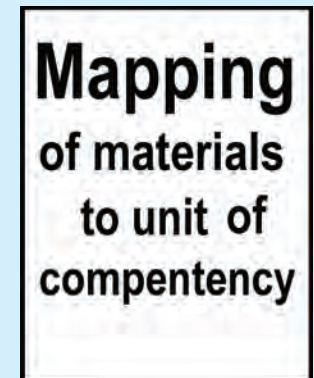 Mapping
of materials
to unit of
compentency